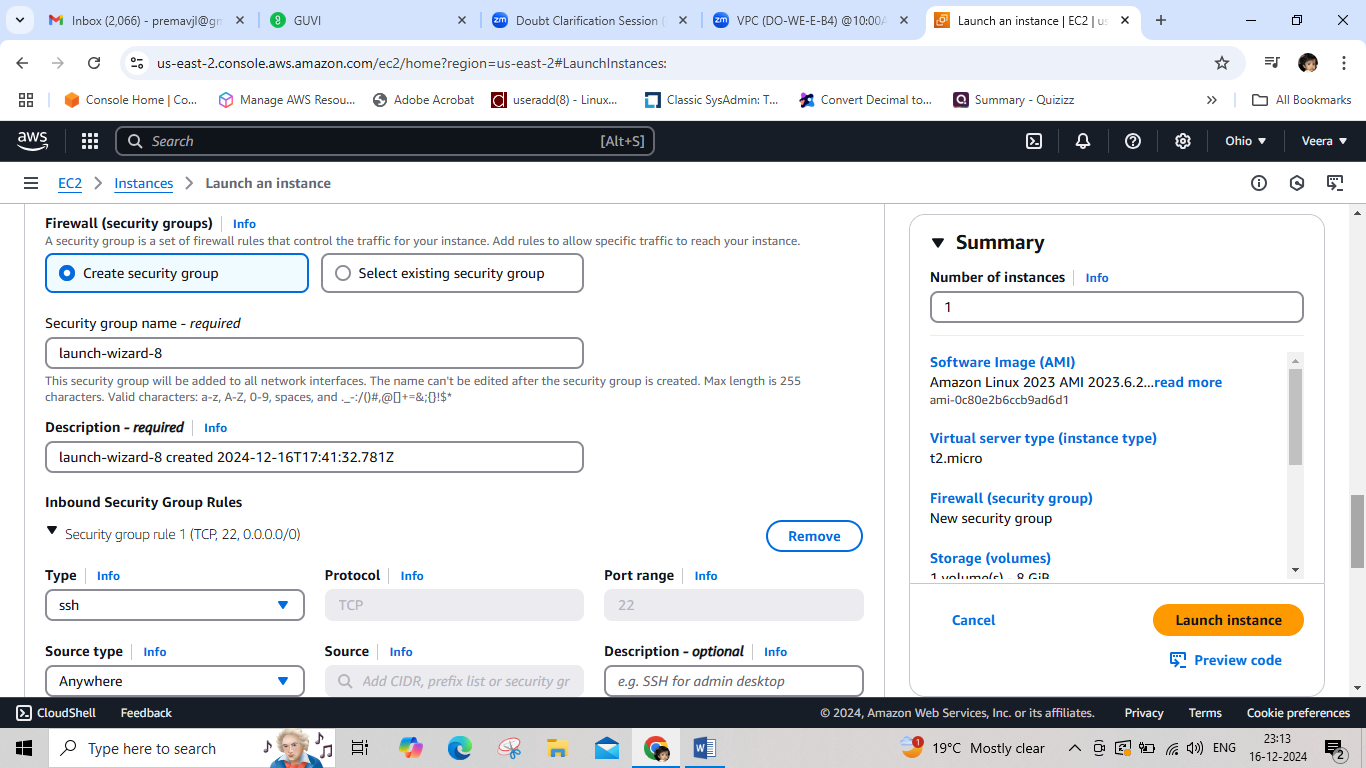 Inbox (2,066) - premavjl@gm
GUVI
Doubt Clarification Session (
VPC (DO-WE-E-B4) @10:00A
Launch an instance | EC2 | us
us-east-2.console.aws.amazon.com/ec2/home?region=us-east-2#LaunchInstances:
Console Home | Co...
Manage AWS Resou...
Adobe Acrobat
useradd(8) - Linux...
Classic SysAdmin: T...
Convert Decimal to...
Summary - Quizizz
All Bookmarks
aws
Search
[Alt+S]
Ohio
Veera
EC2
Instances
Launch an instance
Firewall (security groups) Info
A security group is a set of firewall rules that control the traffic for your instance. Add rules to allow specific traffic to reach your instance.
Create security group
Select existing security group
Security group name - required
launch-wizard-8
This security group will be added to all network interfaces. The name can't be edited after the security group is created. Max length is 255
characters. Valid characters: a-z, A-Z, 0-9, spaces, and ._-:/()#,@[]+=&;{}!$*
Description - required Info
launch-wizard-8 created 2024-12-16T17:41:32.781Z
Inbound Security Group Rules
Security group rule 1 (TCP, 22, 0.0.0.0/0)
Remove
Type Info
Protocol Info
Port range Info
ssh
TCP
22
Source type Info
Source Info
Description - optional Info
Anywhere
Add CIDR, prefix list or security gr
e.g. SSH for admin desktop
Summary
Number of instances Info
1
Software Image (AMI)
Amazon Linux 2023 AMI 2023.6.2...read more
ami-0c80e2b6ccb9ad6d1
Virtual server type (instance type)
t2.micro
Firewall (security group)
New security group
Storage (volumes)
1 volume(s) - 8 GiB
Cancel
Launch instance
Preview code
CloudShell
Feedback
© 2024, Amazon Web Services, Inc. or its affiliates.
Privacy
Terms
Cookie preferences
Type here to search
1
19°C Mostly clear
ENG
23:13
16-12-2024
2